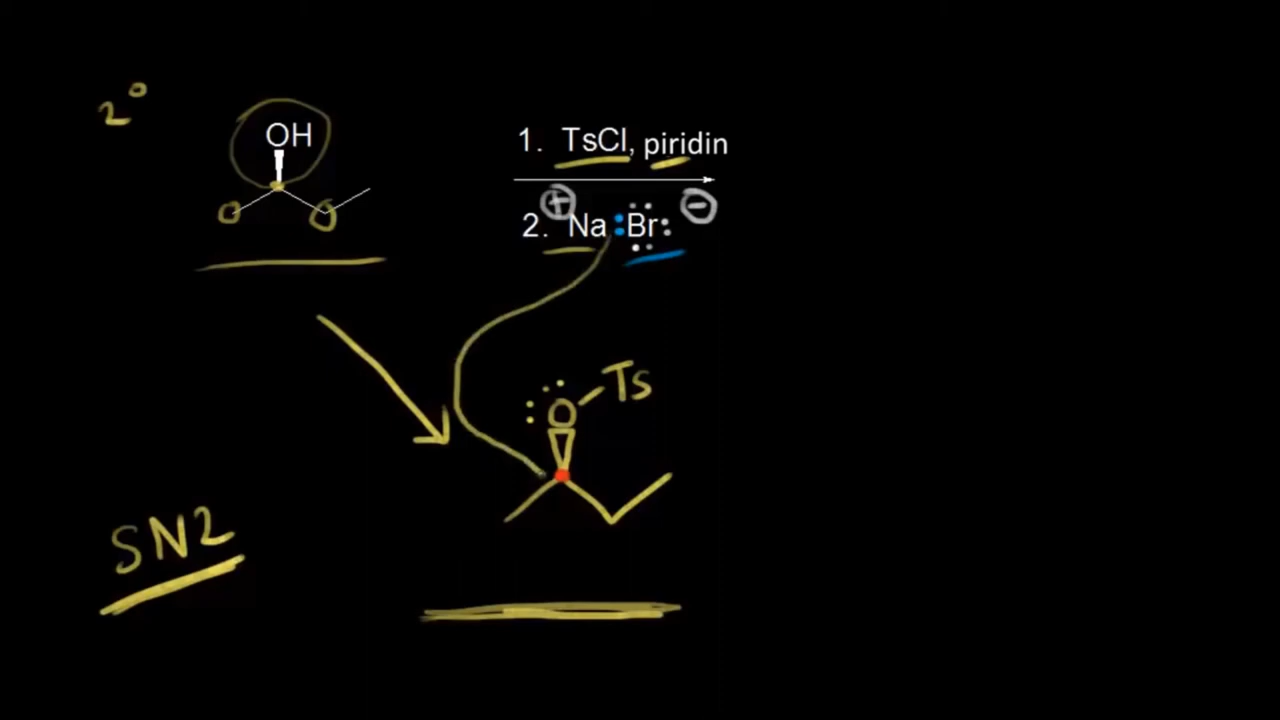 2°
OH
1. TsCl, piridin
⊕ ⊖
2. Na :Br:
O-Ts
SN2